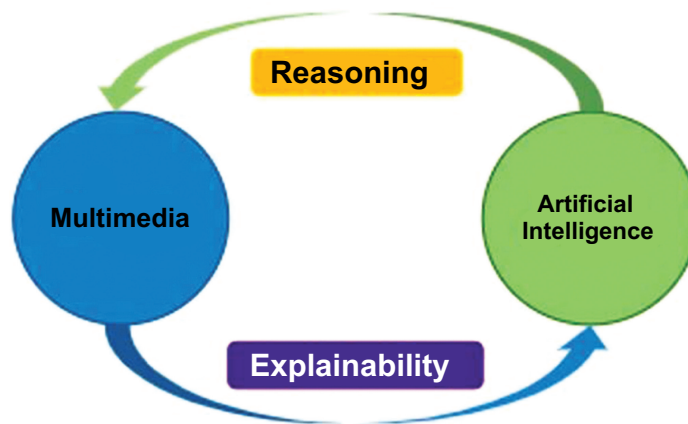 Reasoning
Multimedia
Artificial
Intelligence
Explainability